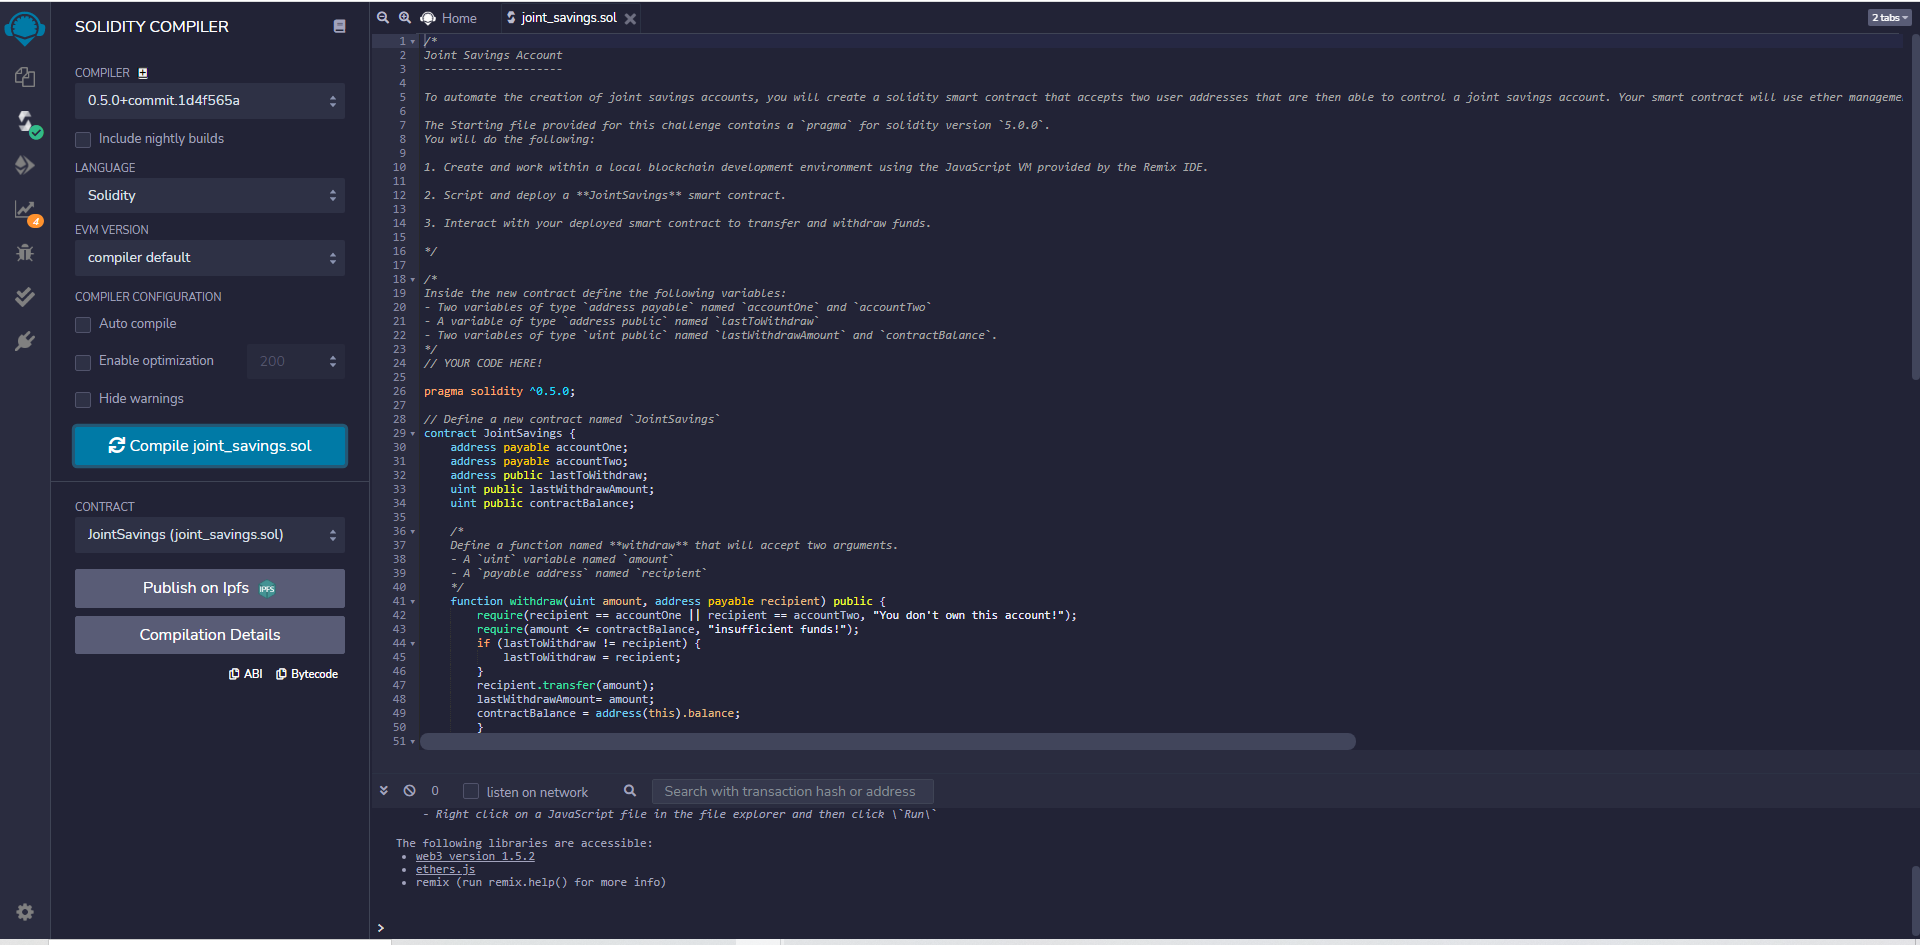 SOLIDITY COMPILER
COMPILER
0.5.0+commit.1d4f565a
Include nightly builds
LANGUAGE
Solidity
EVM VERSION
compiler default
COMPILER CONFIGURATION
Auto compile
Enable optimization 200
Hide warnings
Compile joint_savings.sol
CONTRACT
JointSavings (joint_savings.sol)
Publish on Ipfs IPFS
Compilation Details
ABI Bytecode
4
Home joint_savings.sol 2 tabs
1 /*
2 Joint Savings Account
3 ---------------------
4
5 To automate the creation of joint savings accounts, you will create a solidity smart contract that accepts two user addresses that are then able to control a joint savings account. Your smart contract will use ether manageme
6
7 The Starting file provided for this challenge contains a `pragma` for solidity version `5.0.0`.
8 You will do the following:
9
10 1. Create and work within a local blockchain development environment using the JavaScript VM provided by the Remix IDE.
11
12 2. Script and deploy a **JointSavings** smart contract.
13
14 3. Interact with your deployed smart contract to transfer and withdraw funds.
15
16 */
17
18 /*
19 Inside the new contract define the following variables:
20 - Two variables of type `address payable` named `accountOne` and `accountTwo`
21 - A variable of type `address public` named `lastToWithdraw`
22 - Two variables of type `uint public` named `lastWithdrawAmount` and `contractBalance`.
23 */
24 // YOUR CODE HERE!
25
26 pragma solidity ^0.5.0;
27
28 // Define a new contract named `JointSavings`
29 contract JointSavings {
30 address payable accountOne;
31 address payable accountTwo;
32 address public lastToWithdraw;
33 uint public lastWithdrawAmount;
34 uint public contractBalance;
35
36 /*
37 Define a function named **withdraw** that will accept two arguments.
38 - A `uint` variable named `amount`
39 - A `payable address` named `recipient`
40 */
41 function withdraw(uint amount, address payable recipient) public {
42 require(recipient == accountOne || recipient == accountTwo, "You don't own this account!");
43 require(amount <= contractBalance, "insufficient funds!");
44 if (lastToWithdraw != recipient) {
45 lastToWithdraw = recipient;
46 }
47 recipient.transfer(amount);
48 lastWithdrawAmount= amount;
49 contractBalance = address(this).balance;
50 }
51
0 listen on network Search with transaction hash or address
- Right click on a JavaScript file in the file explorer and then click \`Run\`
The following libraries are accessible:
• web3 version 1.5.2
• ethers.js
• remix (run remix.help() for more info)
>